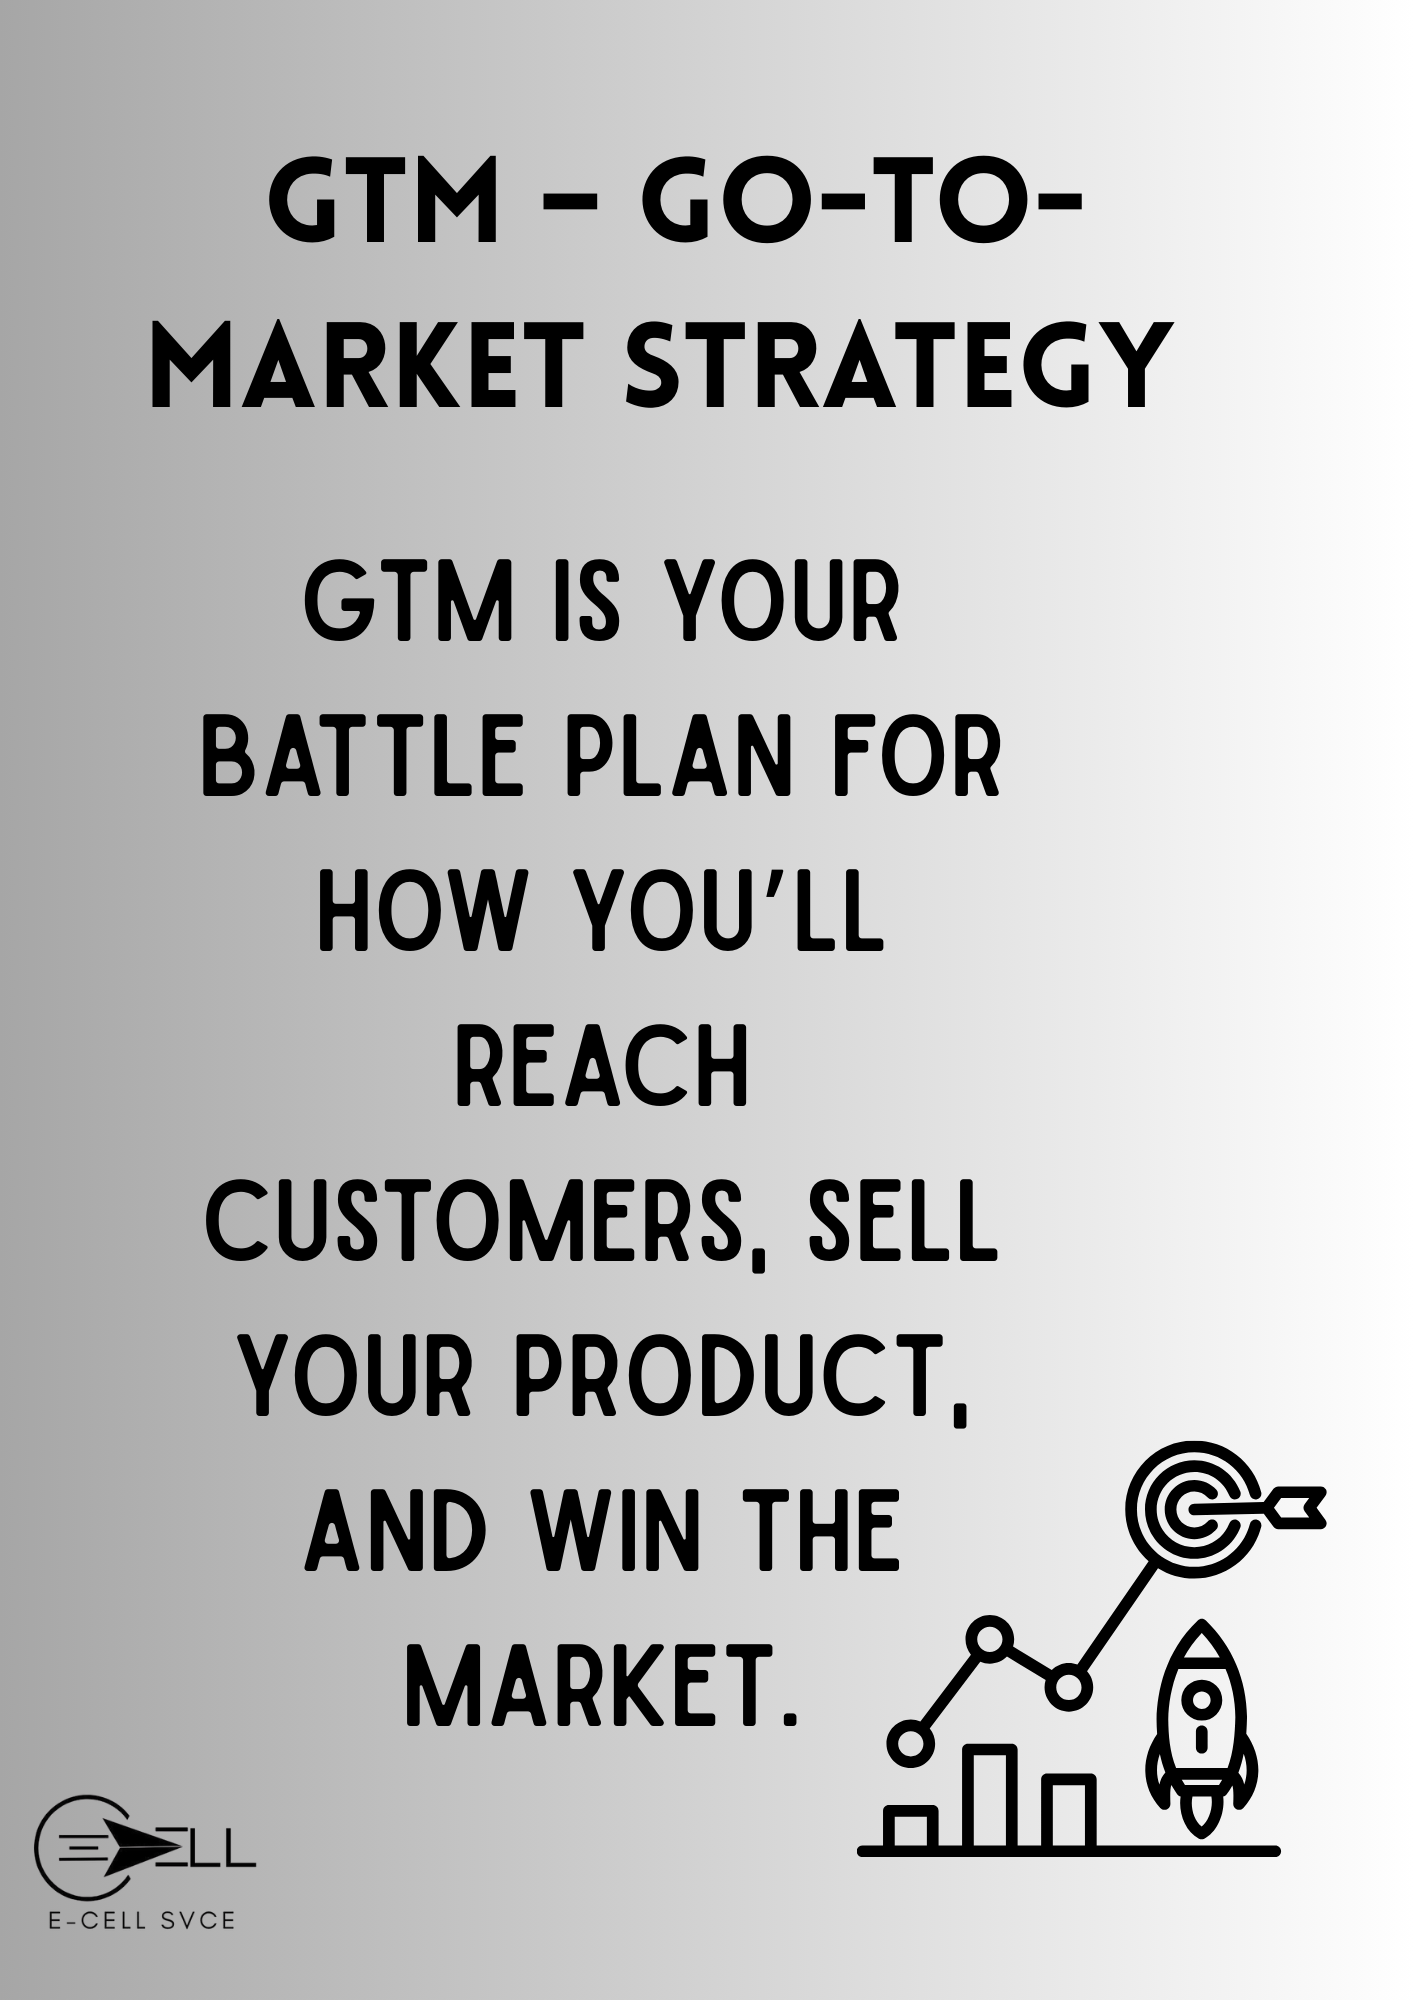 GTM – GO-TO-
MARKET STRATEGY
GTM IS YOUR
BATTLE PLAN FOR
HOW YOU'LL
REACH
CUSTOMERS, SELL
YOUR PRODUCT,
AND WIN THE
MARKET.
E-CELL
E-CELL SVCE